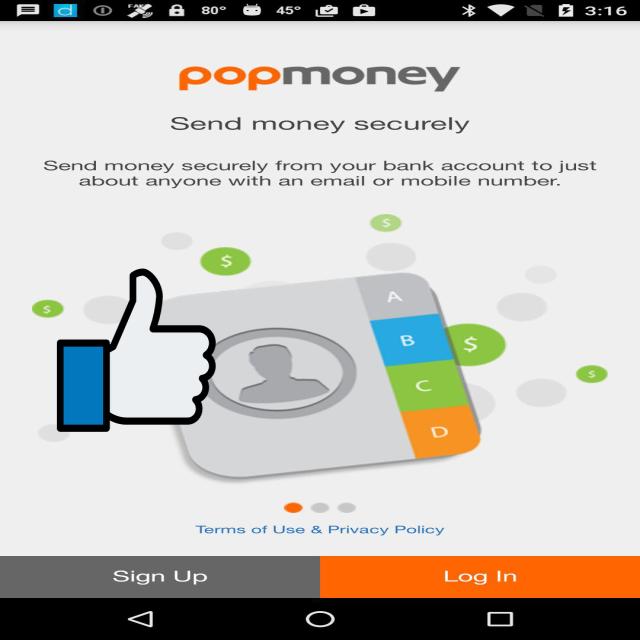 80° 45° 3:16
popmoney
Send money securely
Send money securely from your bank account to just
about anyone with an email or mobile number.
$
$
$
$
$
A
B
C
D
Terms of Use & Privacy Policy
Sign Up Log In